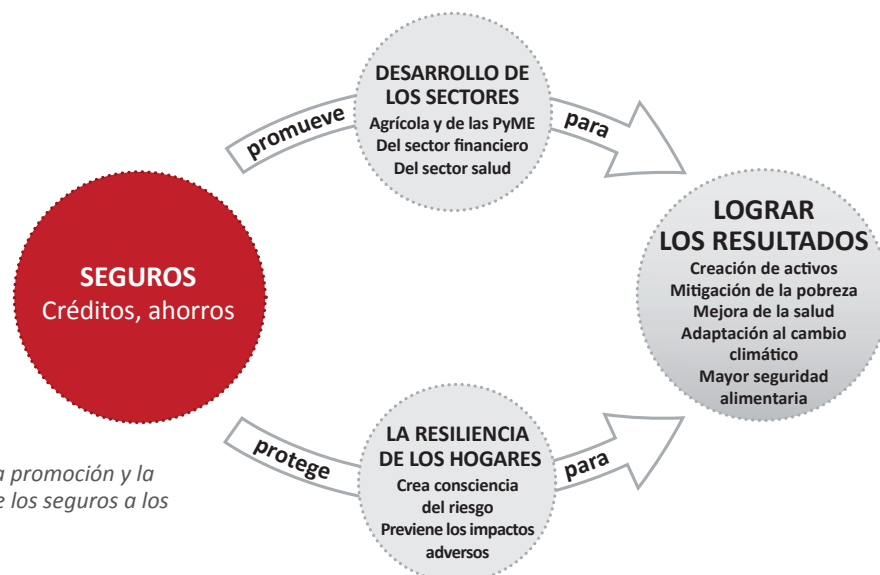 DESARROLLO DE
LOS SECTORES
Agrícola y de las PyME
Del sector financiero
Del sector salud
promueve
para
SEGUROS
Créditos, ahorros
LOGRAR
LOS RESULTADOS
Creación de activos
Mitigación de la pobreza
Mejora de la salud
Adaptación al cambio
climático
Mayor seguridad
alimentaria
protege
LA RESILIENCIA
DE LOS HOGARES
Crea consciencia
del riesgo
Previene los impactos
adversos
para
promoción y la
los seguros a los